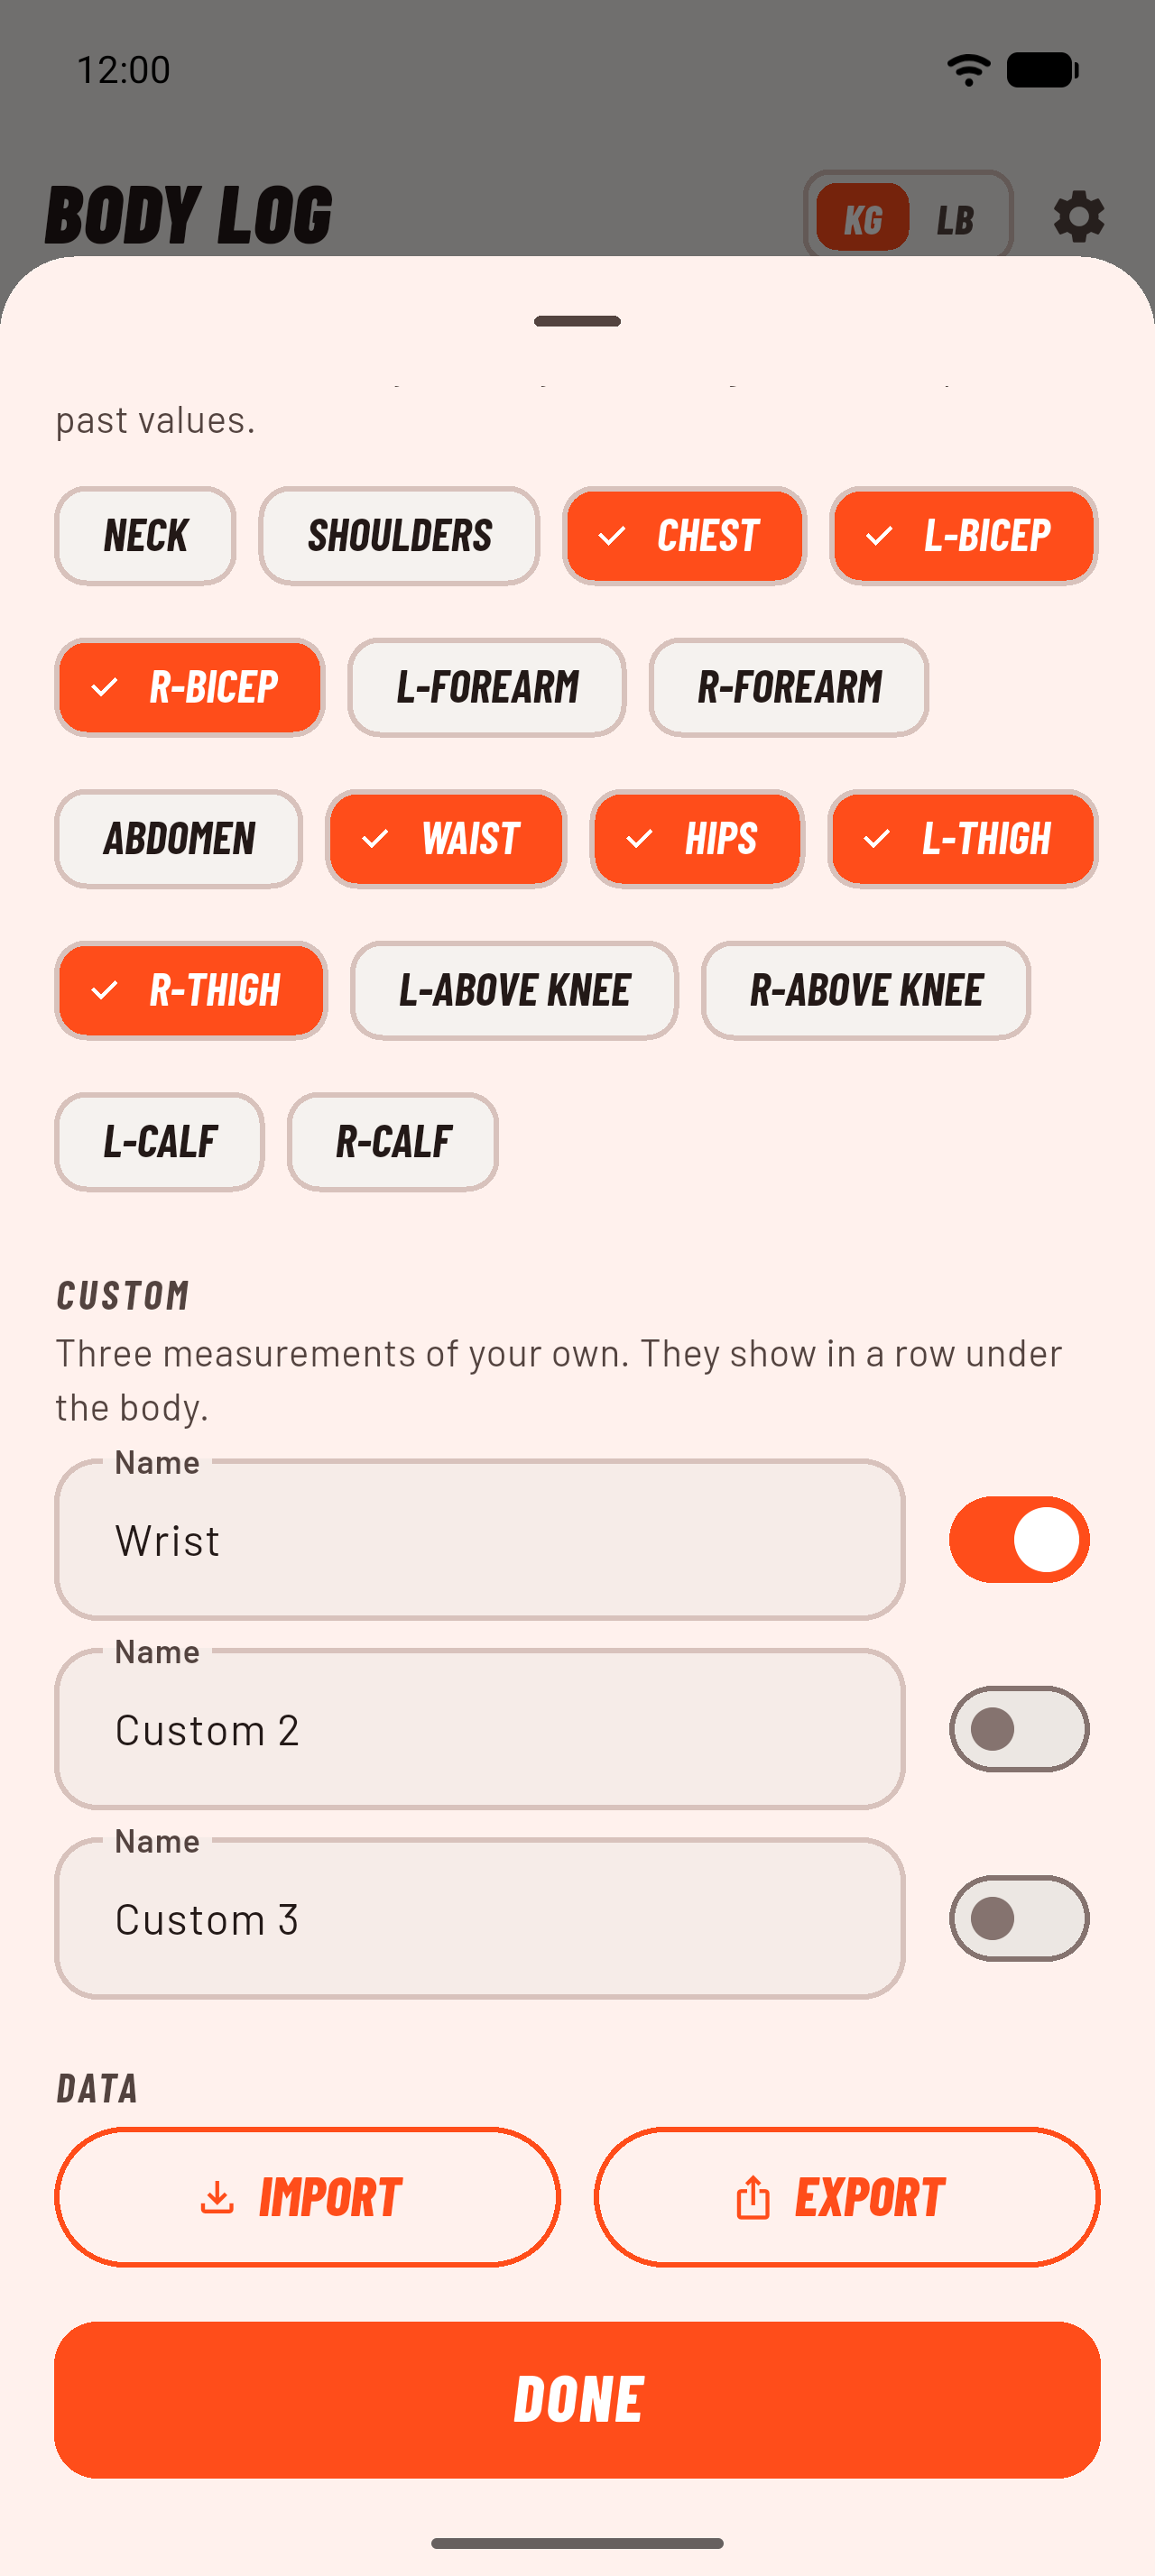 12:00
BODY LOG
KG LB
past values.
NECK SHOULDERS CHEST L-BICEP
R-BICEP L-FOREARM R-FOREARM
ABDOMEN WAIST HIPS L-THIGH
R-THIGH L-ABOVE KNEE R-ABOVE KNEE
L-CALF R-CALF
CUSTOM
Three measurements of your own. They show in a row under
the body.
Name
Wrist
Name
Custom 2
Name
Custom 3
DATA
IMPORT EXPORT
DONE